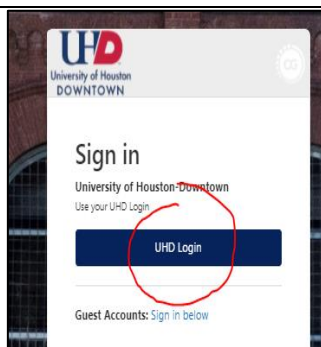 UHD
University of Houston
DOWNTOWN
Sign in
University of Houston-Downtown
Use your UHD Login
UHD Login
Guest Accounts: Sign in below